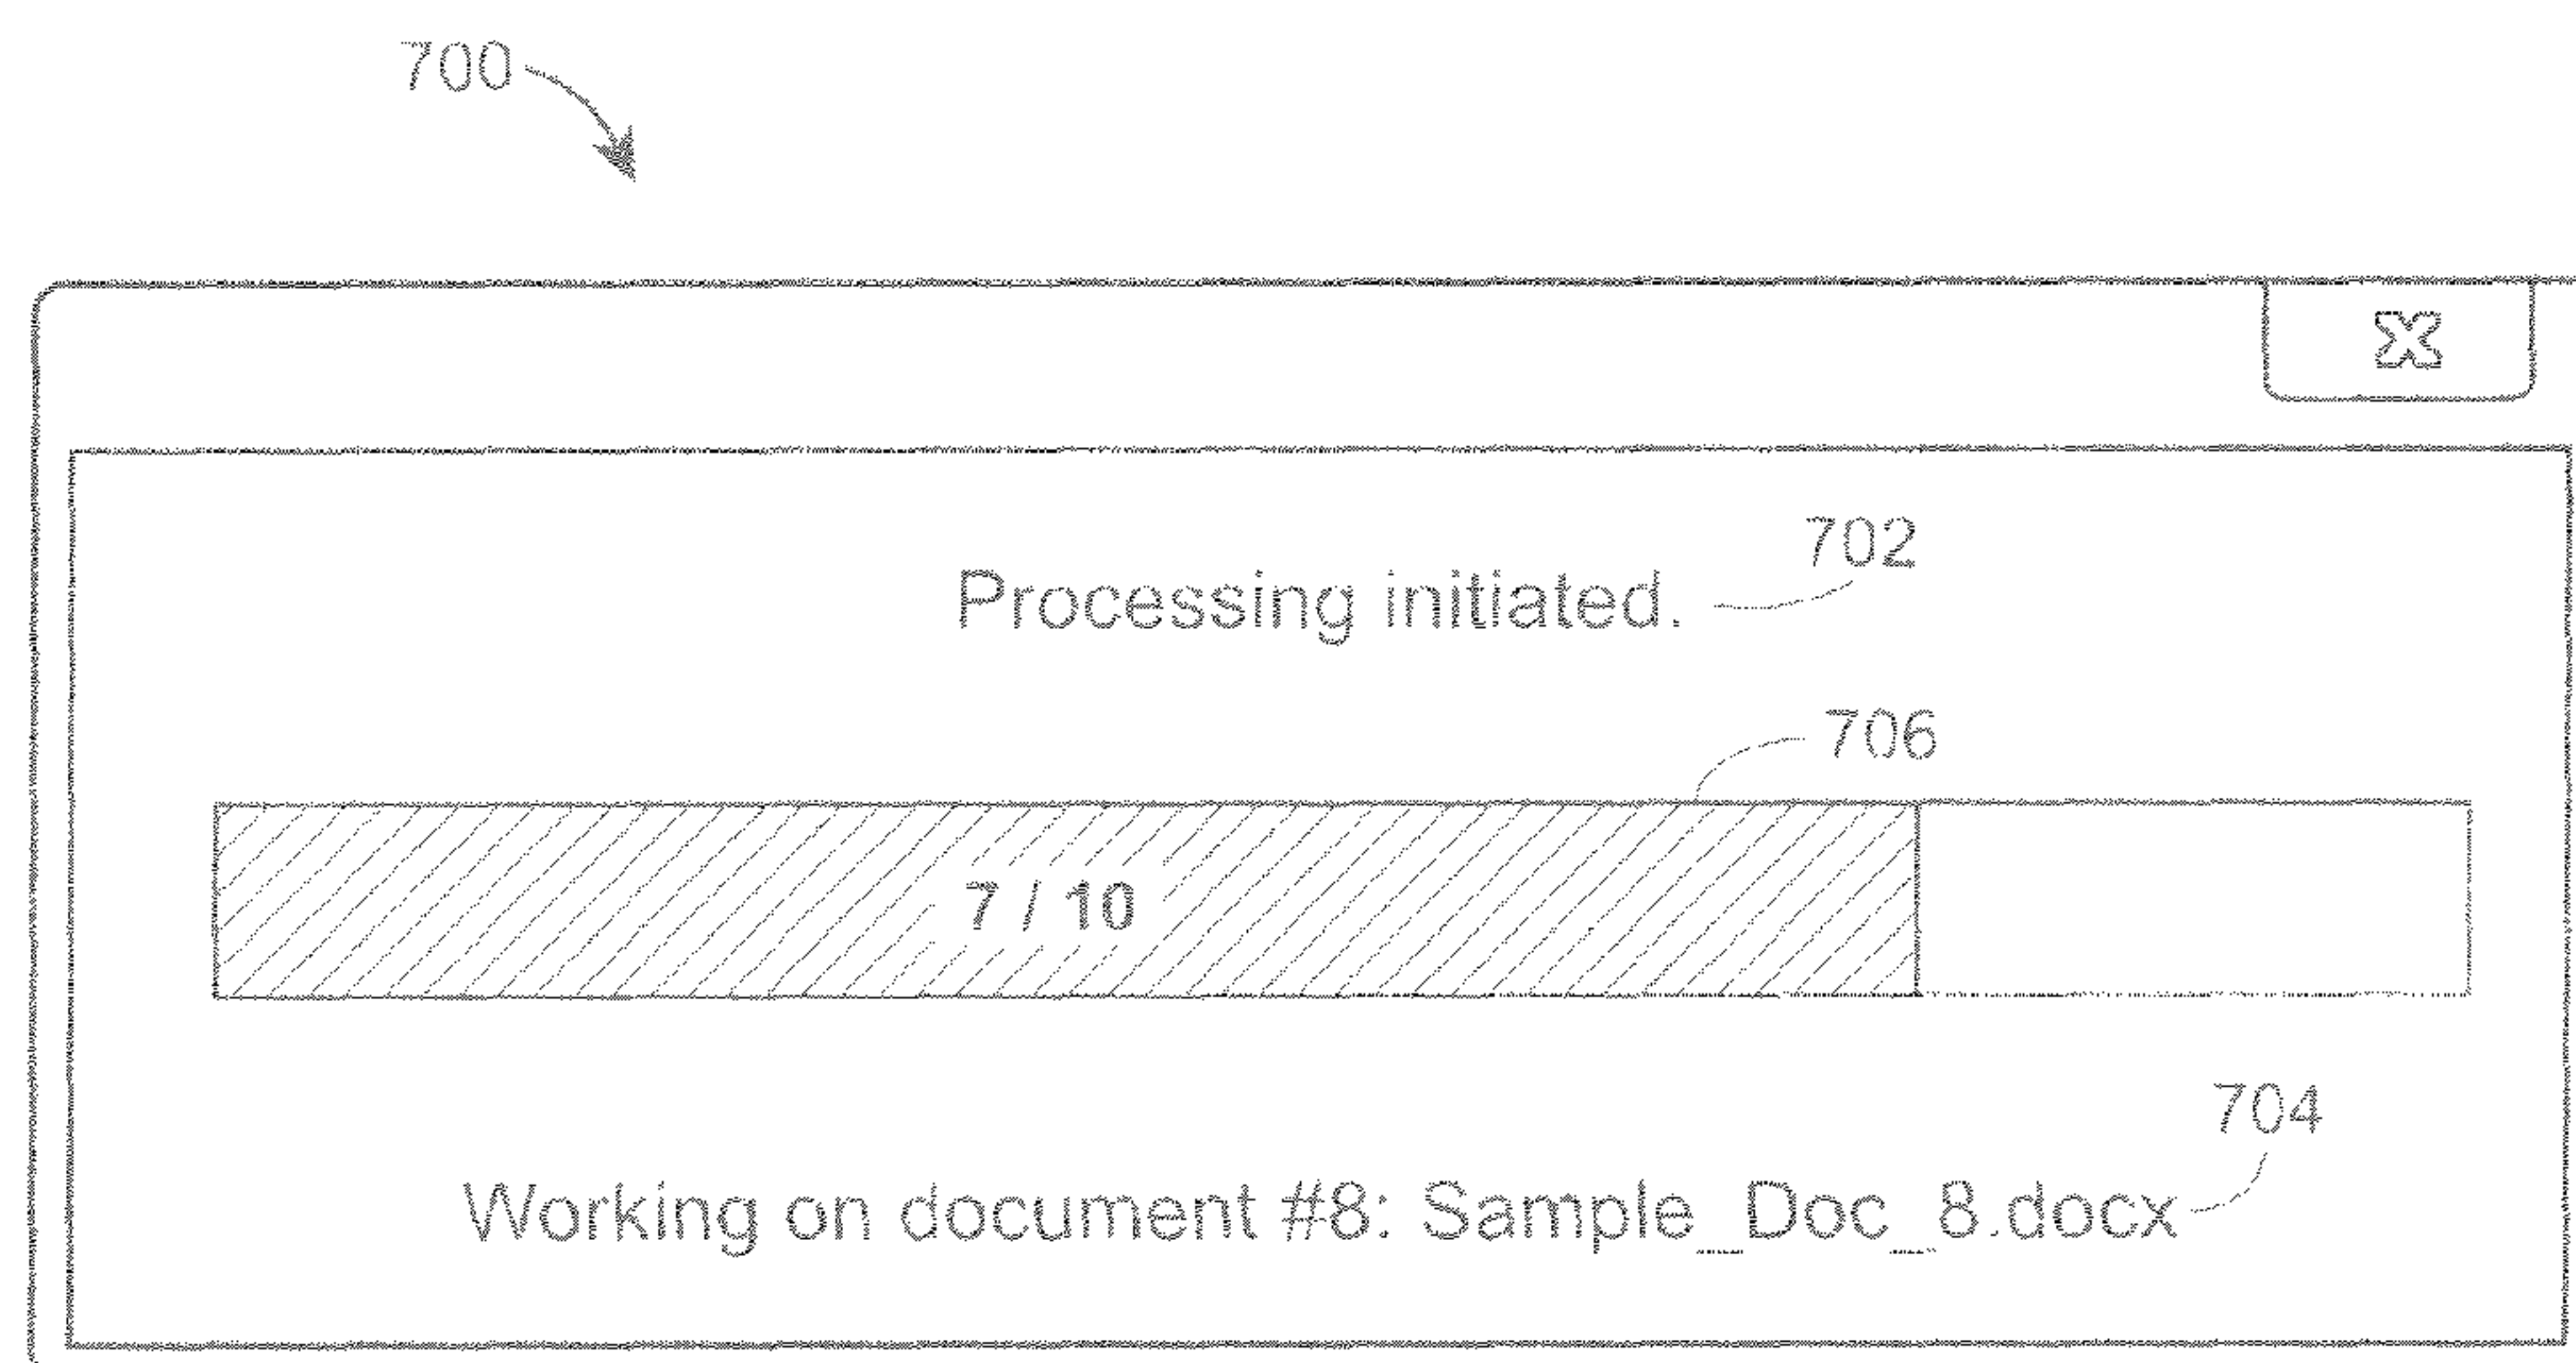 700
X
702
Processing initiated.
706
7 / 10
704
Working on document #8: Sample_Doc_8.docx